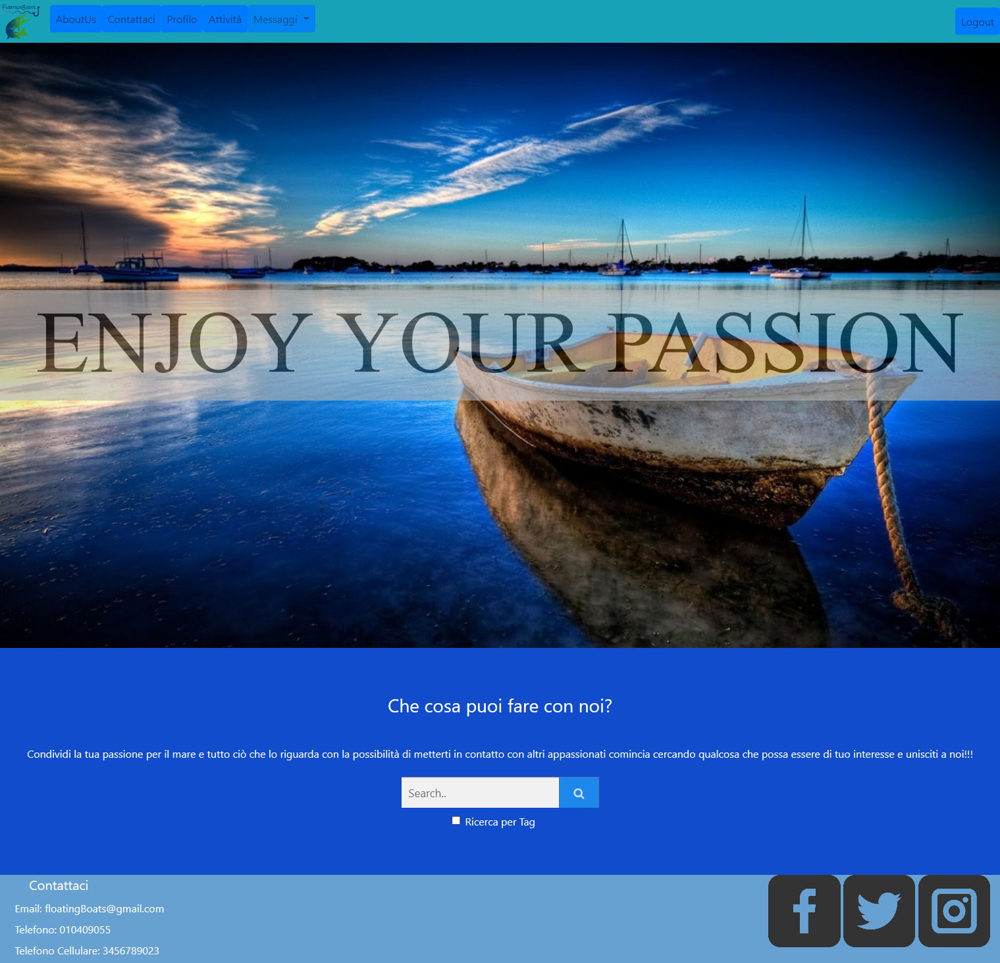 FloatingBoats
AboutUs Contattaci Profilo Attività Messaggi Logout
ENJOY YOUR PASSION
Che cosa puoi fare con noi?
Condividi la tua passione per il mare e tutto ciò che lo riguarda con la possibilità di metterti in contatto con altri appassionati comincia cercando qualcosa che possa essere di tuo interesse e unisciti a noi!!!
Search..
Ricerca per Tag
Contattaci
Email: floatingBoats@gmail.com
Telefono: 010409055
Telefono Cellulare: 3456789023